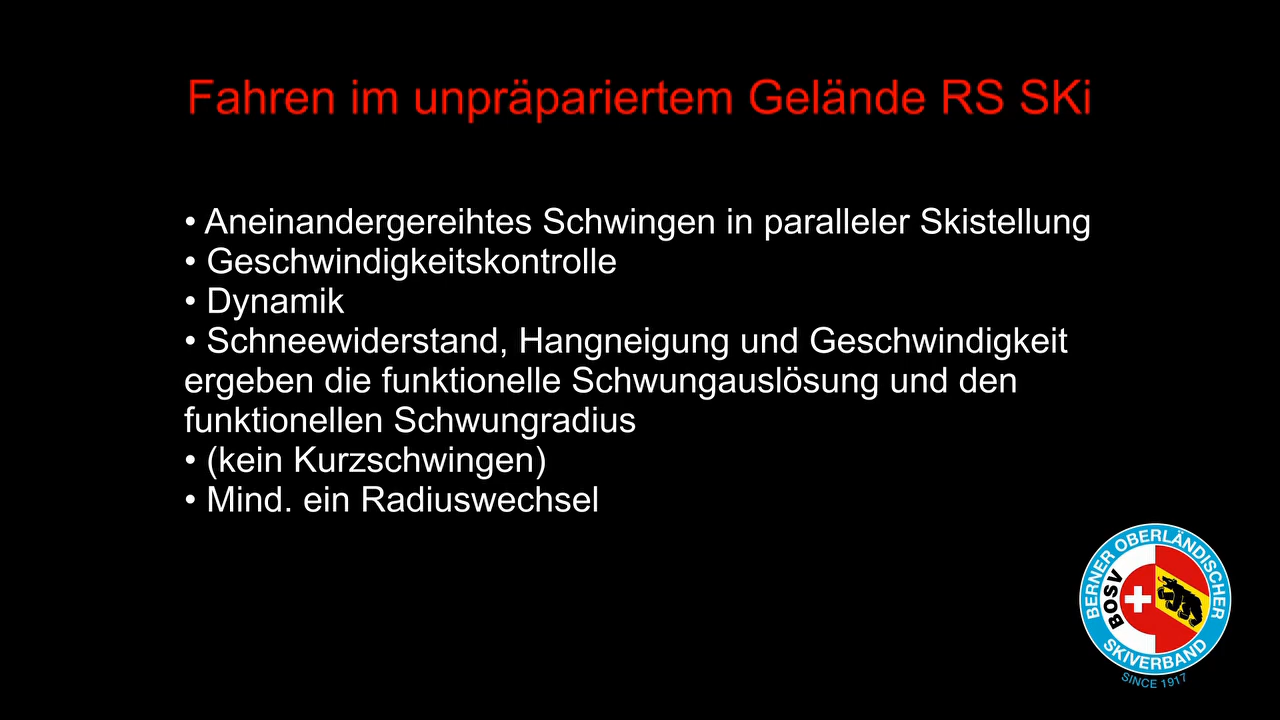 Fahren im unpräpariertem Gelände RS SKi
• Aneinandergereihtes Schwingen in paralleler Skistellung
• Geschwindigkeitskontrolle
• Dynamik
• Schneewiderstand, Hangneigung und Geschwindigkeit
ergeben die funktionelle Schwungauslösung und den
funktionellen Schwungradius
• (kein Kurzschwingen)
• Mind. ein Radiuswechsel
BERNER OBERLÄNDISCHER
BOSV
SKIVERBAND
SINCE 1917